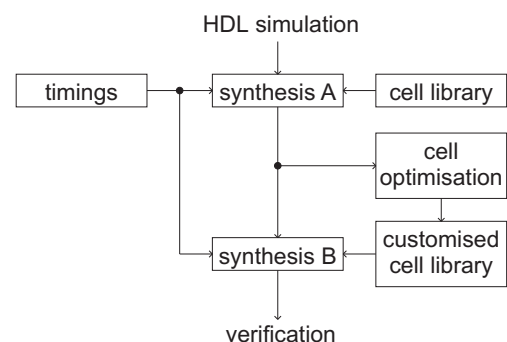 HDL simulation
timings
synthesis A
cell library
cell
optimisation
synthesis B
customised
cell library
verification